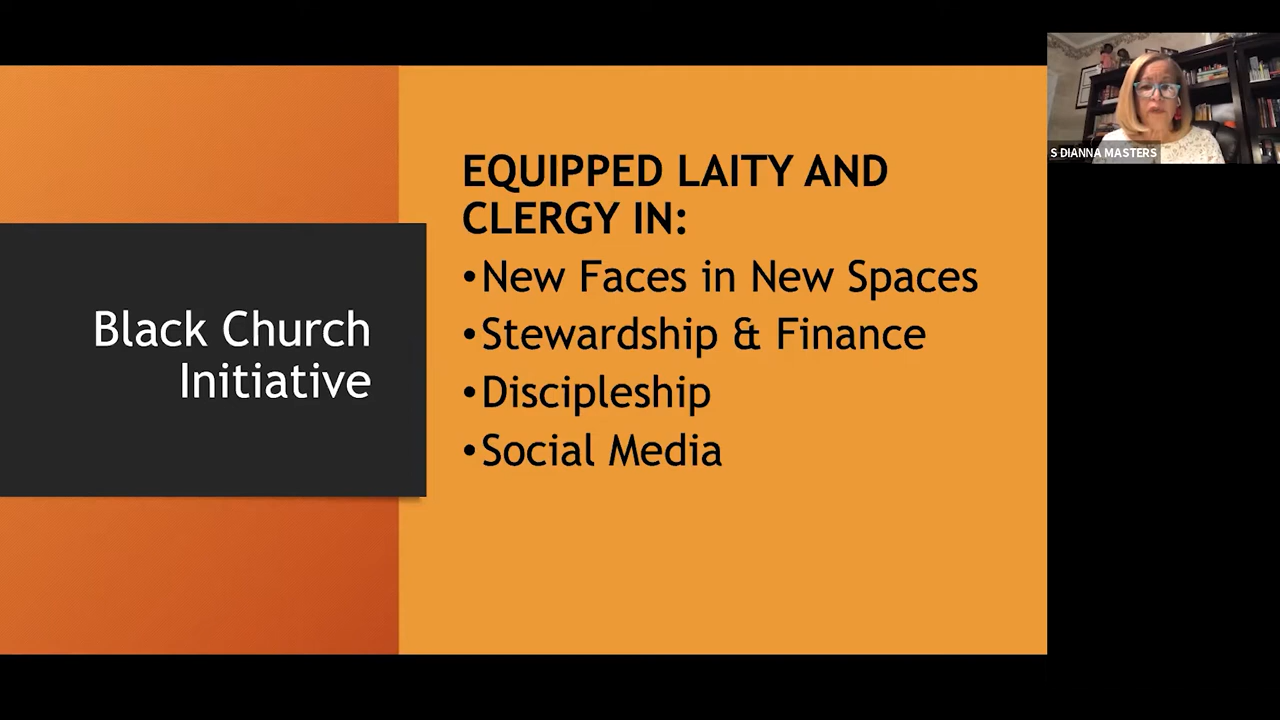 Black Church
Initiative
EQUIPPED LAITY AND
CLERGY IN:
•New Faces in New Spaces
•Stewardship & Finance
•Discipleship
•Social Media
S DIANNA MASTERS